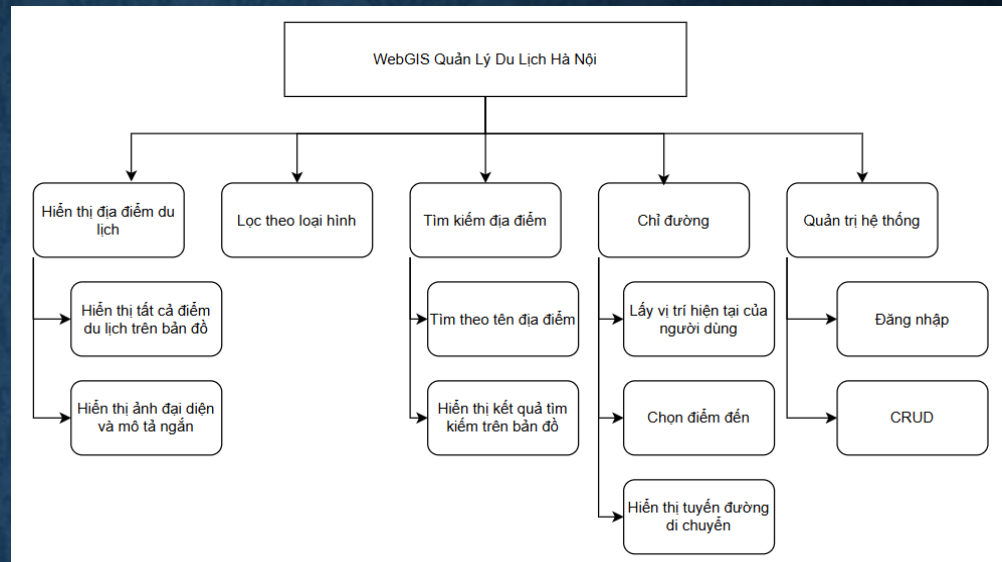 WebGIS Quản Lý Du Lịch Hà Nội
Hiển thị địa điểm du
lịch
Lọc theo loại hình
Tìm kiếm địa điểm
Chỉ đường
Quản trị hệ thống
Hiển thị tất cả điểm
du lịch trên bản đồ
Tìm theo tên địa điểm
Lấy vị trí hiện tại của
người dùng
Đăng nhập
Hiển thị ảnh đại diện
và mô tả ngắn
Hiển thị kết quả tìm
kiếm trên bản đồ
Chọn điểm đến
CRUD
Hiển thị tuyến đường
di chuyển